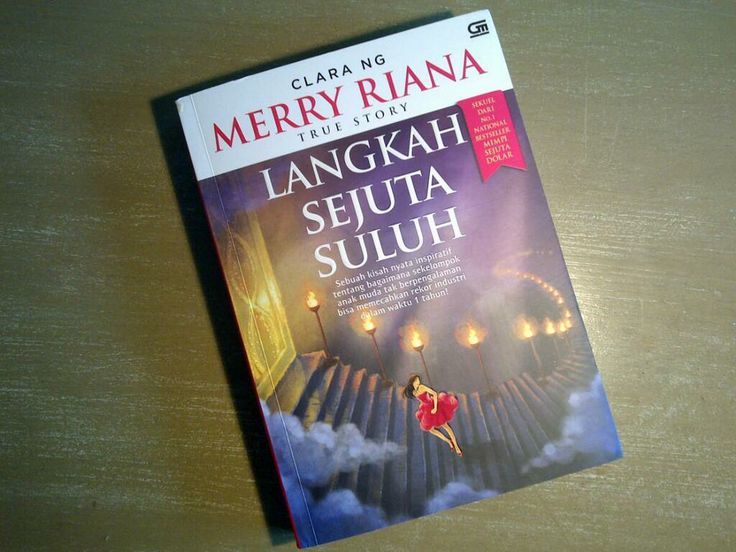 GM
CLARA NG
MERRY RIANA
TRUE STORY
SEKUEL
DARI
NO. 1
NATIONAL
BESTSELLER
MIMPI
SEJUTA
DOLAR
LANGKAH
SEJUTA
SULUH
Sebuah kisah nyata inspiratif
tentang bagaimana sekelompok
anak muda tak berpengalaman
bisa memecahkan rekor industri
dalam waktu 1 tahun!